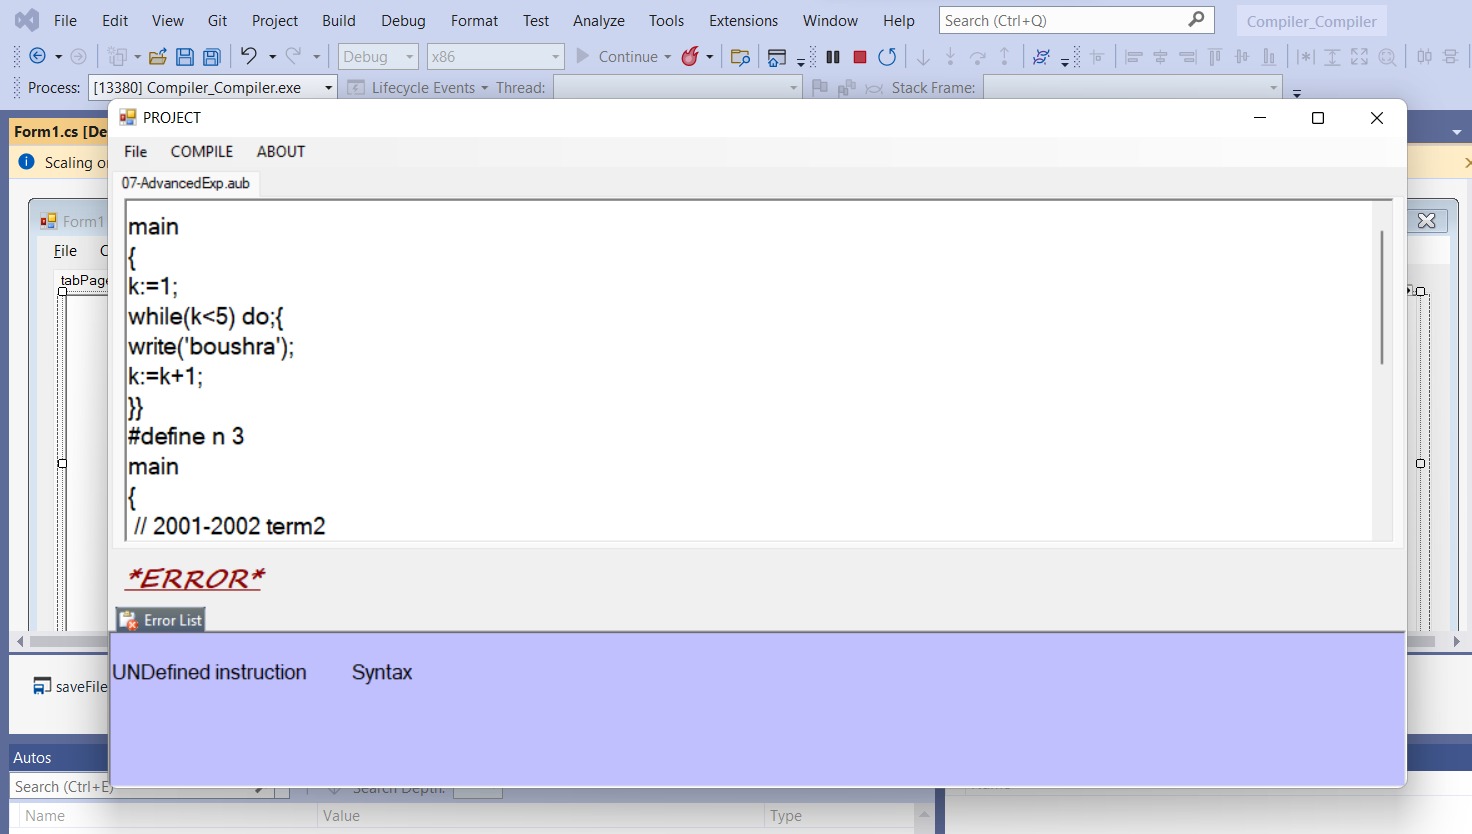 File Edit View Git Project Build Debug Format Test Analyze Tools Extensions Window Help Search (Ctrl+Q) Compiler_Compiler
Debug x86 Continue
Process: [13380] Compiler_Compiler.exe Lifecycle Events Thread: Stack Frame:
Form1.cs [De
PROJECT
File COMPILE ABOUT
Scaling o
07-AdvancedExp.aub
Form1
File C
tabPage
main
{
k:=1;
while(k<5) do;{
write('boushra');
k:=k+1;
}}
#define n 3
main
{
// 2001-2002 term2
*ERROR*
Error List
UNDefined instruction Syntax
saveFile
Autos
Search (Ctrl+E) Search Depth:
Name Value Type